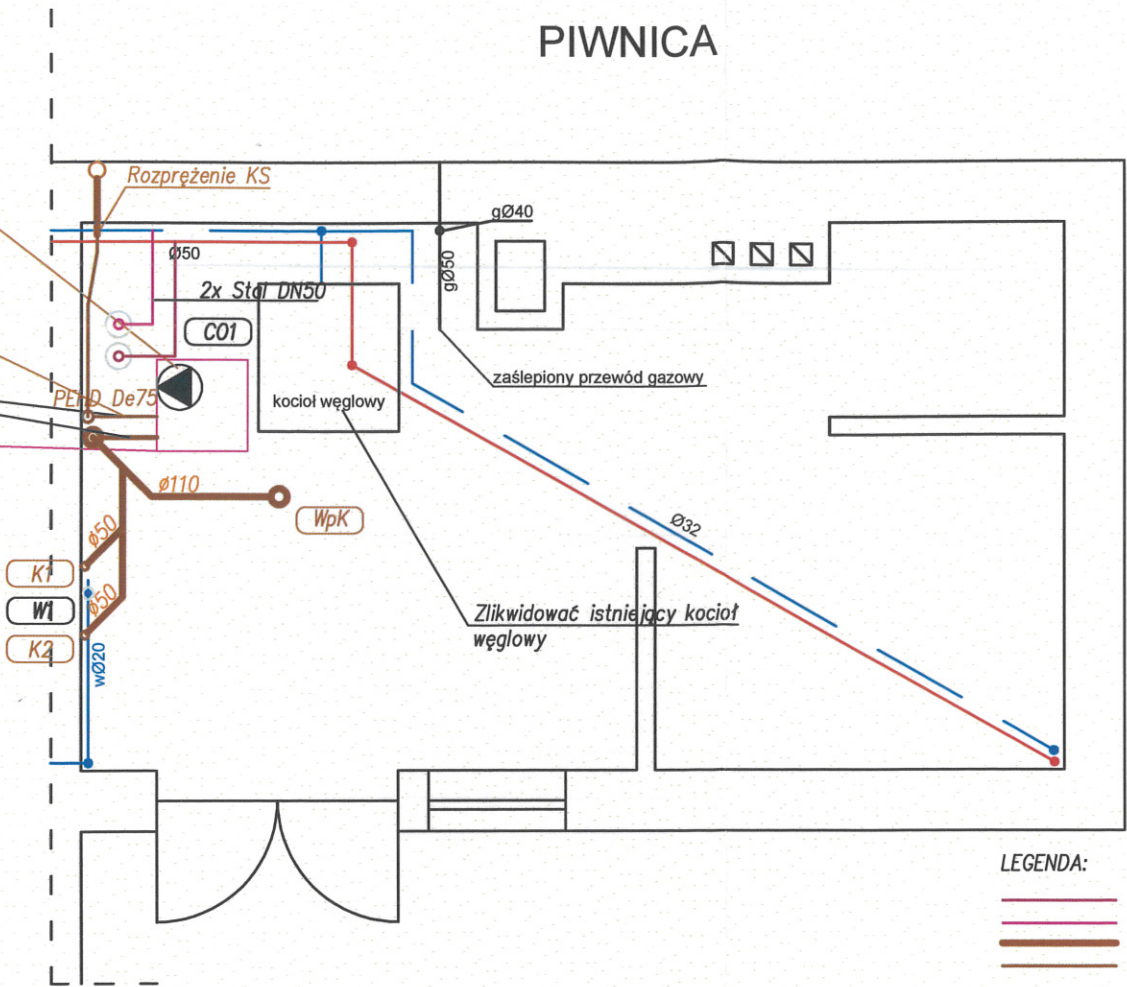 PIWNICA
Rozprężenie KS
gØ40
Ø50
gØ50
2x Stal DN50
CO1
zaślepiony przewód gazowy
PEHD De75
kocioł węglowy
ø110
WpK
Ø32
ø50
K1
ø50
W1
K2
wØ20
Zlikwidować istniejący kocioł
węglowy
LEGENDA: